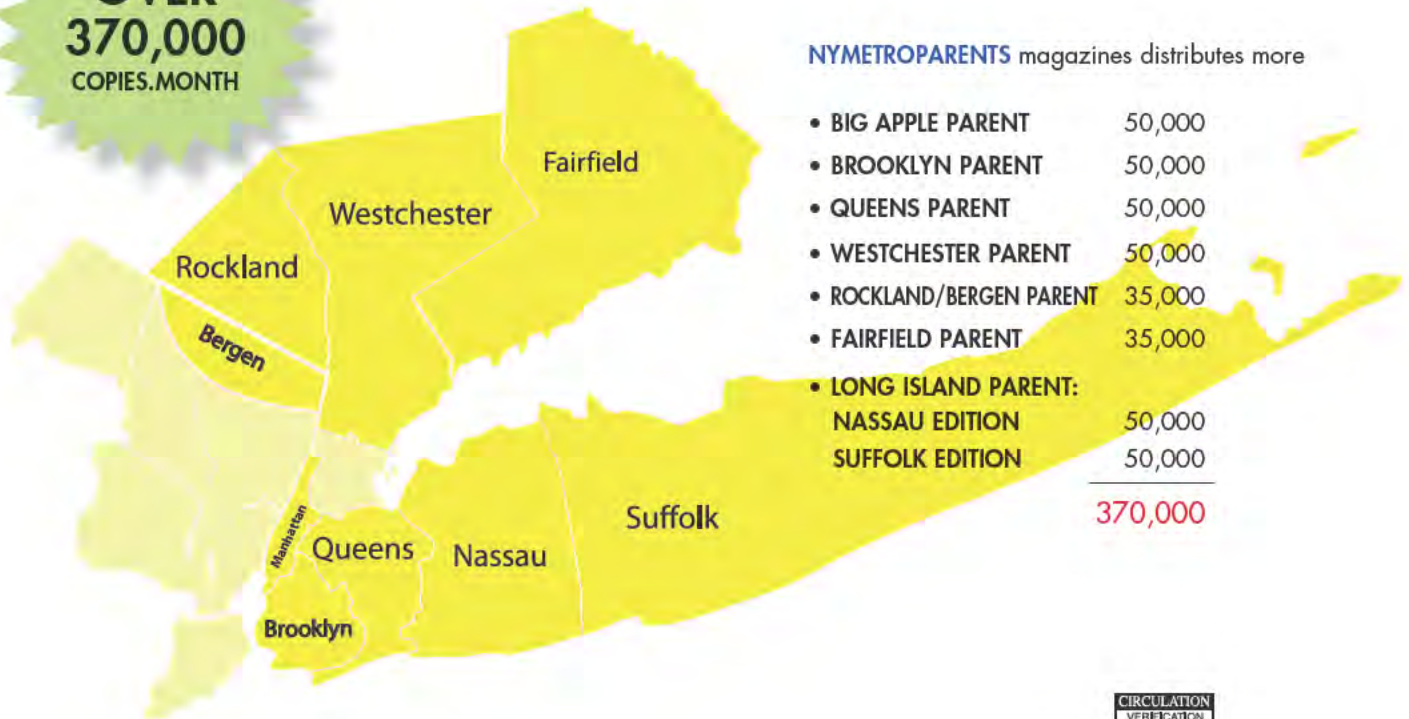 OVER
370,000
COPIES.MONTH
NYMETROPARENTS magazines distributes more
• BIG APPLE PARENT 50,000
• BROOKLYN PARENT 50,000
• QUEENS PARENT 50,000
• WESTCHESTER PARENT 50,000
• ROCKLAND/BERGEN PARENT 35,000
• FAIRFIELD PARENT 35,000
• LONG ISLAND PARENT:
NASSAU EDITION 50,000
SUFFOLK EDITION 50,000
370,000
Fairfield
Westchester
Rockland
Bergen
Manhattan
Queens
Nassau
Suffolk
Brooklyn
CIRCULATION
VERIFICATION